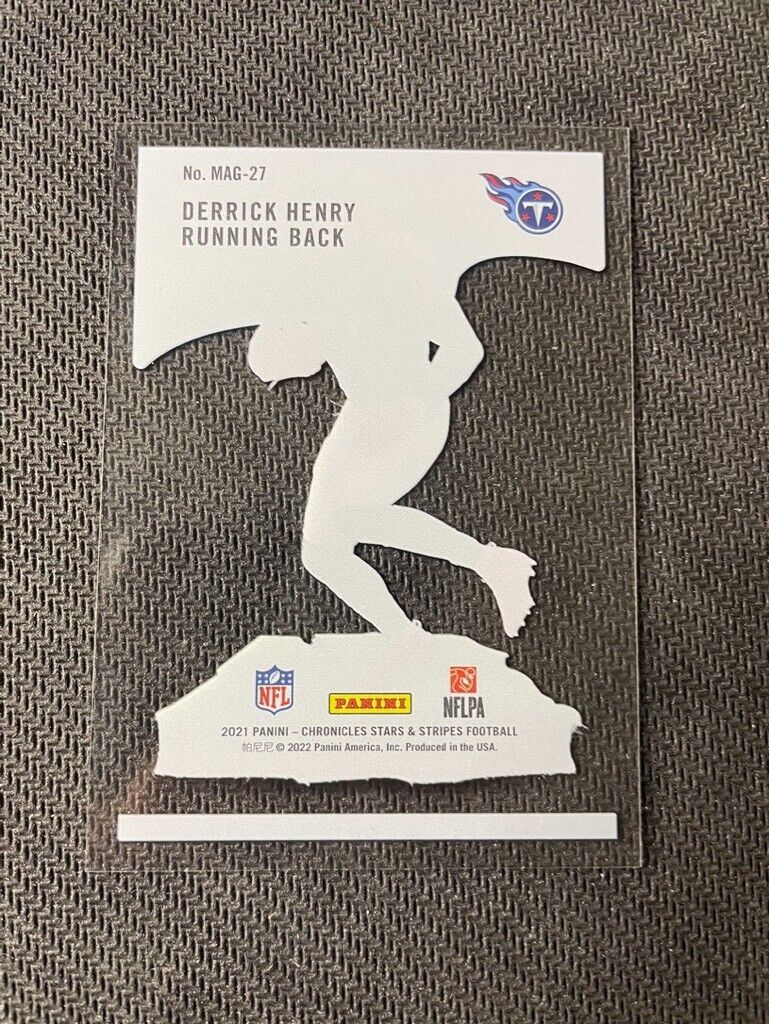 No. MAG-27
DERRICK HENRY
RUNNING BACK
T
NFL
PANINI
NFLPA
2021 PANINI – CHRONICLES STARS & STRIPES FOOTBALL
帕尼尼 © 2022 Panini America, Inc. Produced in the USA.